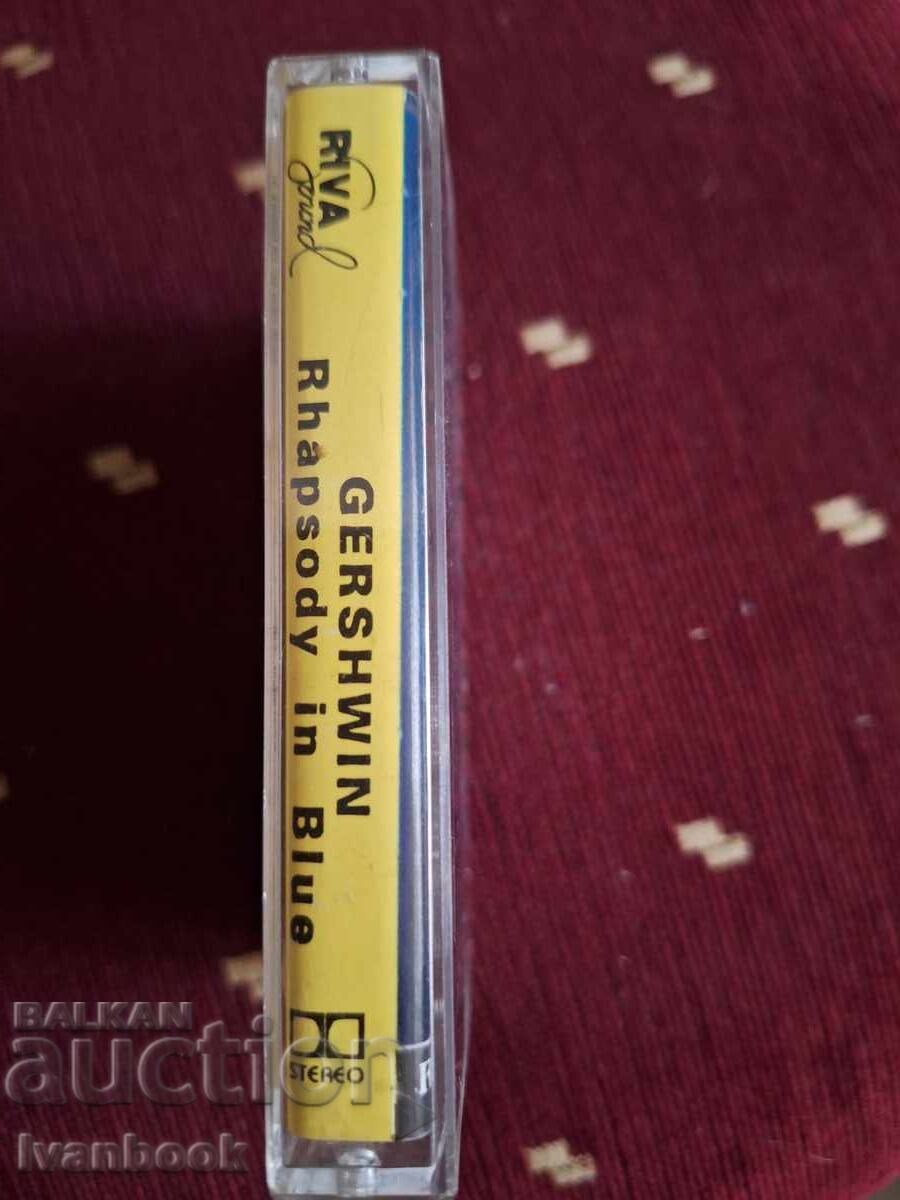 RIVA
Sound
GERSHWIN
Rhapsody in Blue
STEREO
BALKAN
auction
Ivanbook